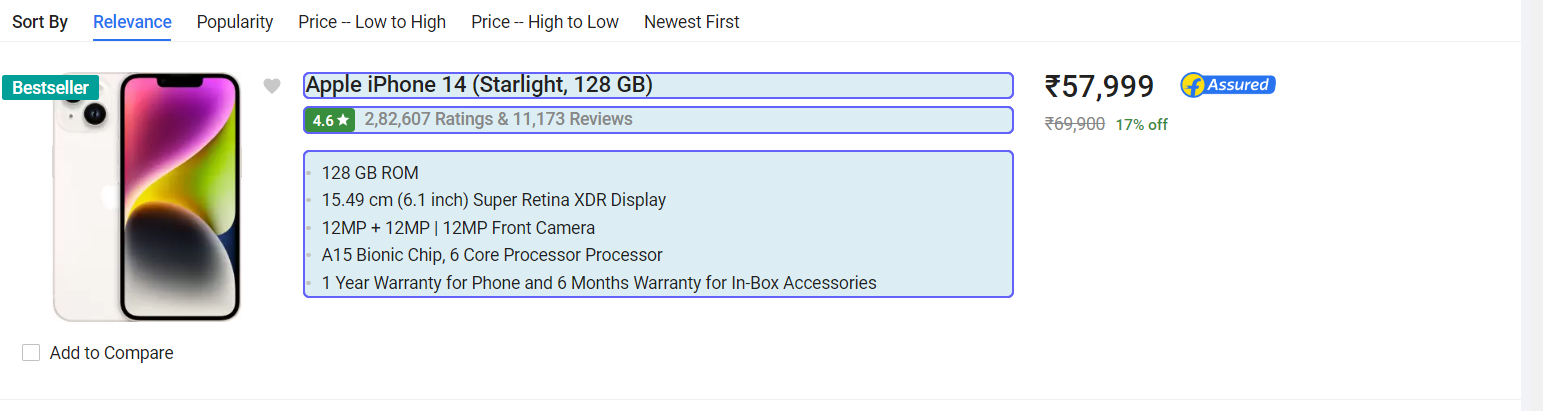 Sort By Relevance Popularity Price -- Low to High Price -- High to Low Newest First
Bestseller
Apple iPhone 14 (Starlight, 128 GB)
4.6★ 2,82,607 Ratings & 11,173 Reviews
128 GB ROM
15.49 cm (6.1 inch) Super Retina XDR Display
12MP + 12MP | 12MP Front Camera
A15 Bionic Chip, 6 Core Processor Processor
1 Year Warranty for Phone and 6 Months Warranty for In-Box Accessories
₹57,999 Assured
₹69,900 17% off
Add to Compare